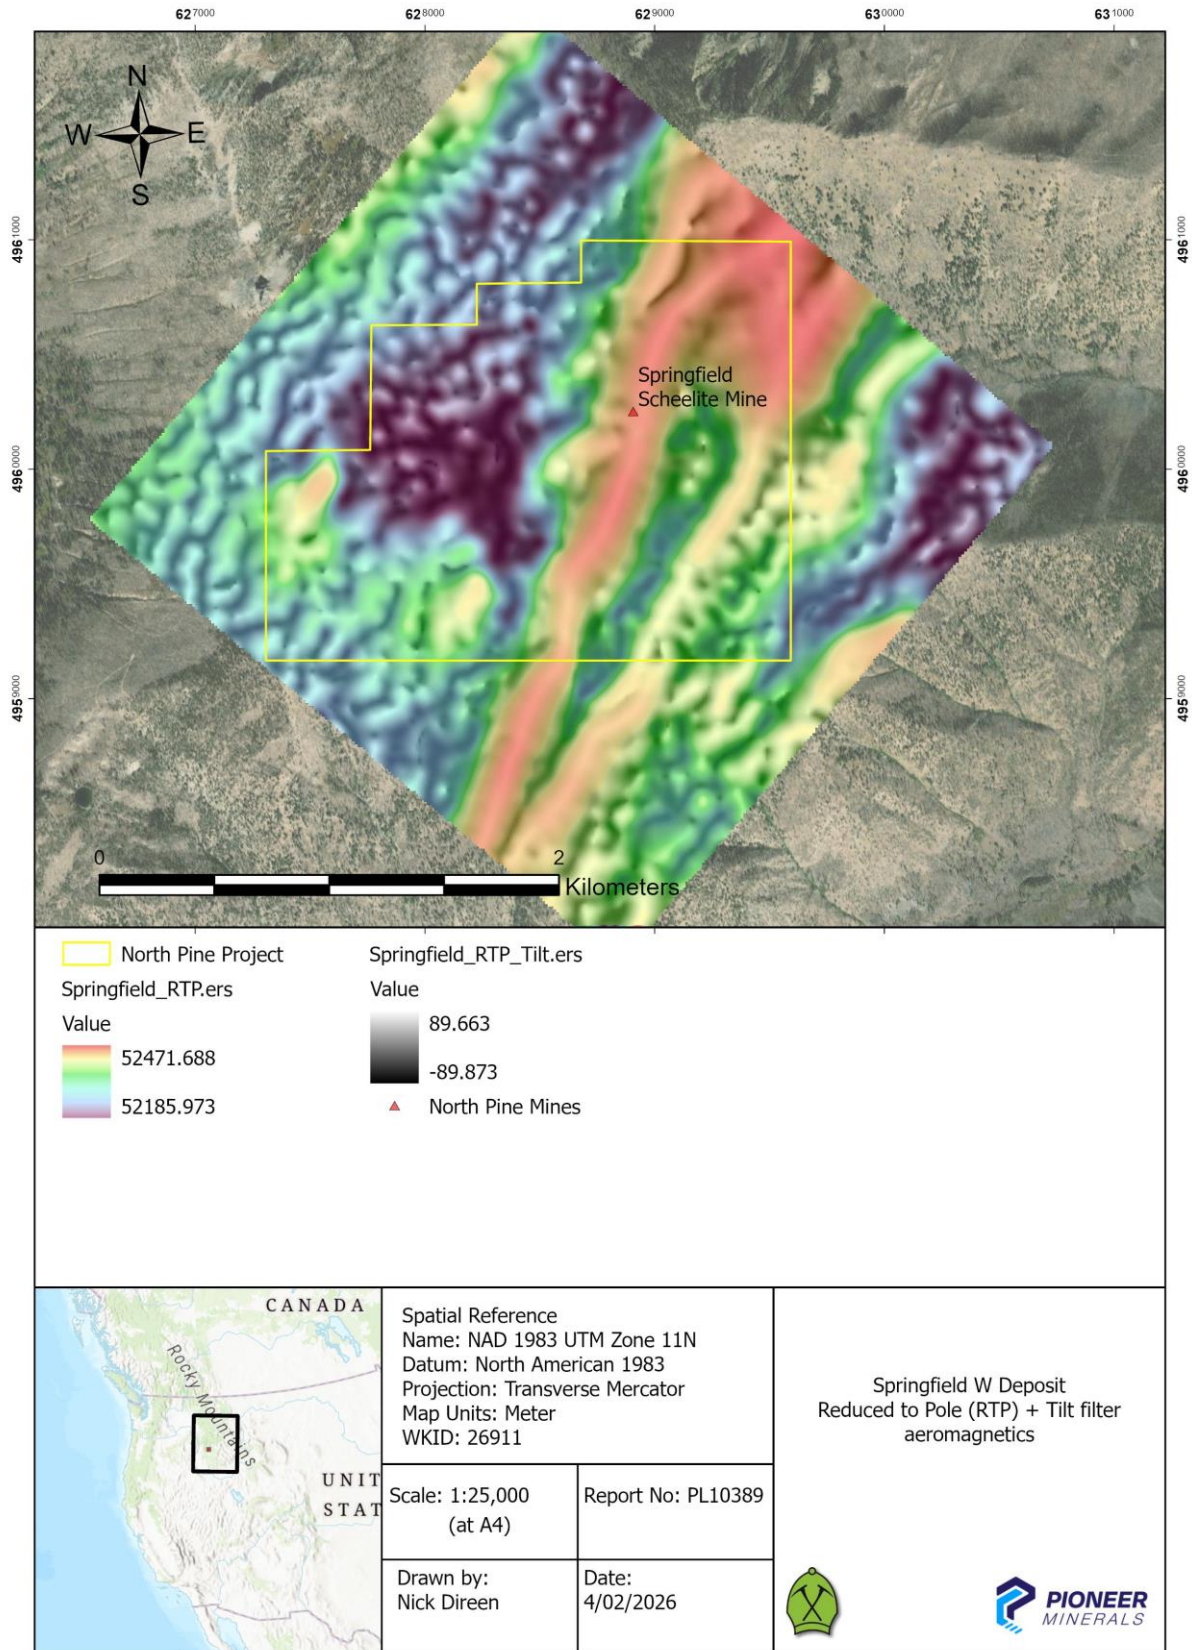 627000 628000 629000 630000 631000
N
W E
S
4961000 4961000
Springfield
Scheelite Mine
4960000 4960000
4959000 4959000
0 2
Kilometers
North Pine Project
Springfield_RTP.ers
Value
52471.688
52185.973
Springfield_RTP_Tilt.ers
Value
89.663
-89.873
North Pine Mines
CANADA
Rocky Mountains
UNIT
STAT
Spatial Reference
Name: NAD 1983 UTM Zone 11N
Datum: North American 1983
Projection: Transverse Mercator
Map Units: Meter
WKID: 26911
Scale: 1:25,000
(at A4)
Report No: PL10389
Drawn by:
Nick Direen
Date:
4/02/2026
Springfield W Deposit
Reduced to Pole (RTP) + Tilt filter
aeromagnetics
PIONEER
MINERALS